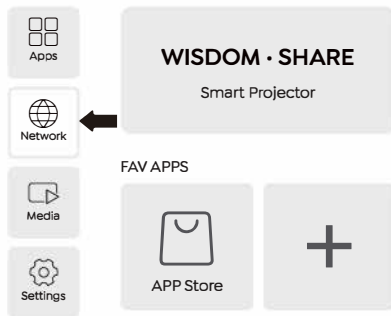 Apps
Network
Media
Settings
WISDOM · SHARE
Smart Projector
FAV APPS
APP Store